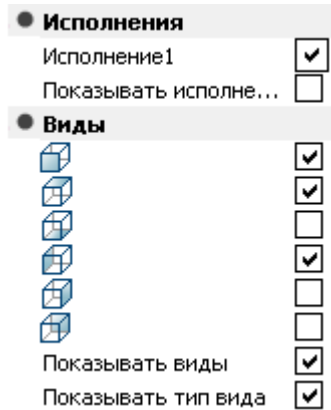 Исполнения
Исполнение1
Показывать исполне...
Виды
Показывать виды
Показывать тип вида